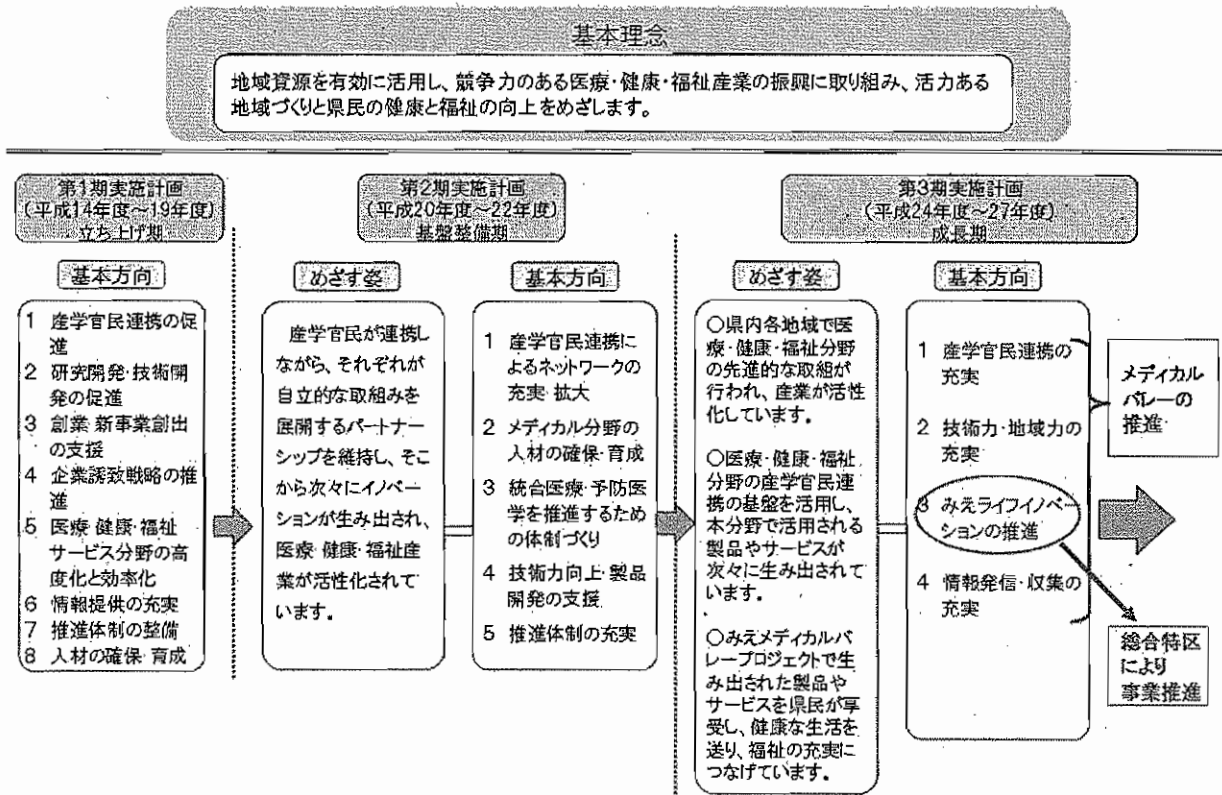 基本理念
地域資源を有効に活用し、競争力のある医療・健康・福祉産業の振興に取り組み、活力ある
地域づくりと県民の健康と福祉の向上をめざします。
第1期実施計画
(平成14年度～19年度)
立ち上げ期
基本方向
1 産学官民連携の促
進
2 研究開発・技術開
発の促進
3 創業・新事業創出
の支援
4 企業誘致戦略の推
進
5 医療・健康・福祉
サービス分野の高
度化と効率化
6 情報提供の充実
7 推進体制の整備
8 人材の確保・育成
第2期実施計画
(平成20年度～22年度)
基盤整備期
めざす姿
産学官民が連携し
ながら、それぞれが
自立的な取組みを
展開するパートナー
シップを維持し、そこ
から次々にイノベー
ションが生み出され、
医療・健康・福祉産
業が活性化されて
います。
基本方向
1 産学官民連携に
よるネットワークの
充実・拡大
2 メディカル分野の
人材の確保・育成
3 統合医療・予防医
学を推進するため
の体制づくり
4 技術力向上・製品
開発の支援
5 推進体制の充実
第3期実施計画
(平成24年度～27年度)
成長期
めざす姿
○県内各地域で医
療・健康・福祉分野
の先進的な取組が
行われ、産業が活性
化しています。
○医療・健康・福祉
分野の産学官民連
携の基盤を活用し、
本分野で活用される
製品やサービスが
次々に生み出されて
います。
○みえメディカルバ
レープロジェクトで生
み出された製品や
サービスを県民が享
受し、健康な生活を
送り、福祉の充実に
つなげています。
基本方向
1 産学官民連携の
充実
2 技術力・地域力の
充実
3 みえライフイノベー
ションの推進
4 情報発信・収集の
充実
メディカル
バレーの
推進
総合特区
により
事業推進